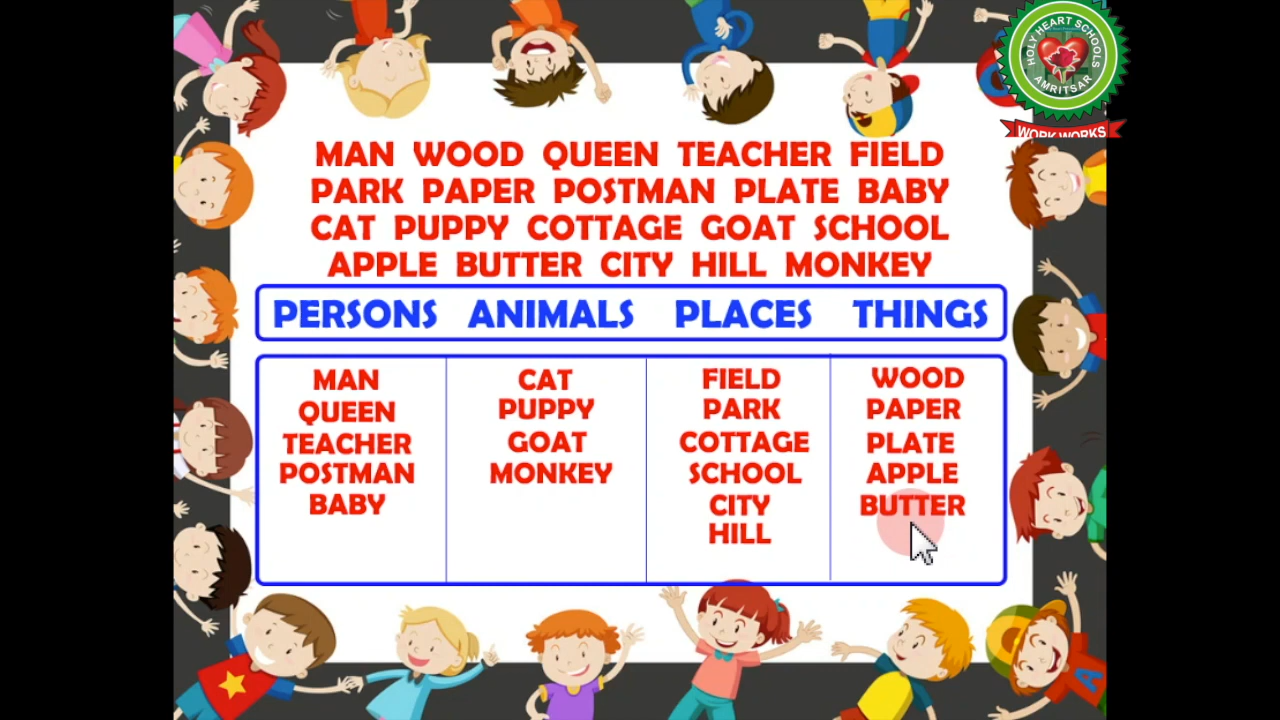 HOLY HEART SCHOOLS
AMRITSAR
WORK WORKS
MAN WOOD QUEEN TEACHER FIELD
PARK PAPER POSTMAN PLATE BABY
CAT PUPPY COTTAGE GOAT SCHOOL
APPLE BUTTER CITY HILL MONKEY
PERSONS ANIMALS PLACES THINGS
MAN CAT FIELD WOOD
QUEEN PUPPY PARK PAPER
TEACHER GOAT COTTAGE PLATE
POSTMAN MONKEY SCHOOL APPLE
BABY CITY BUTTER
HILL
A